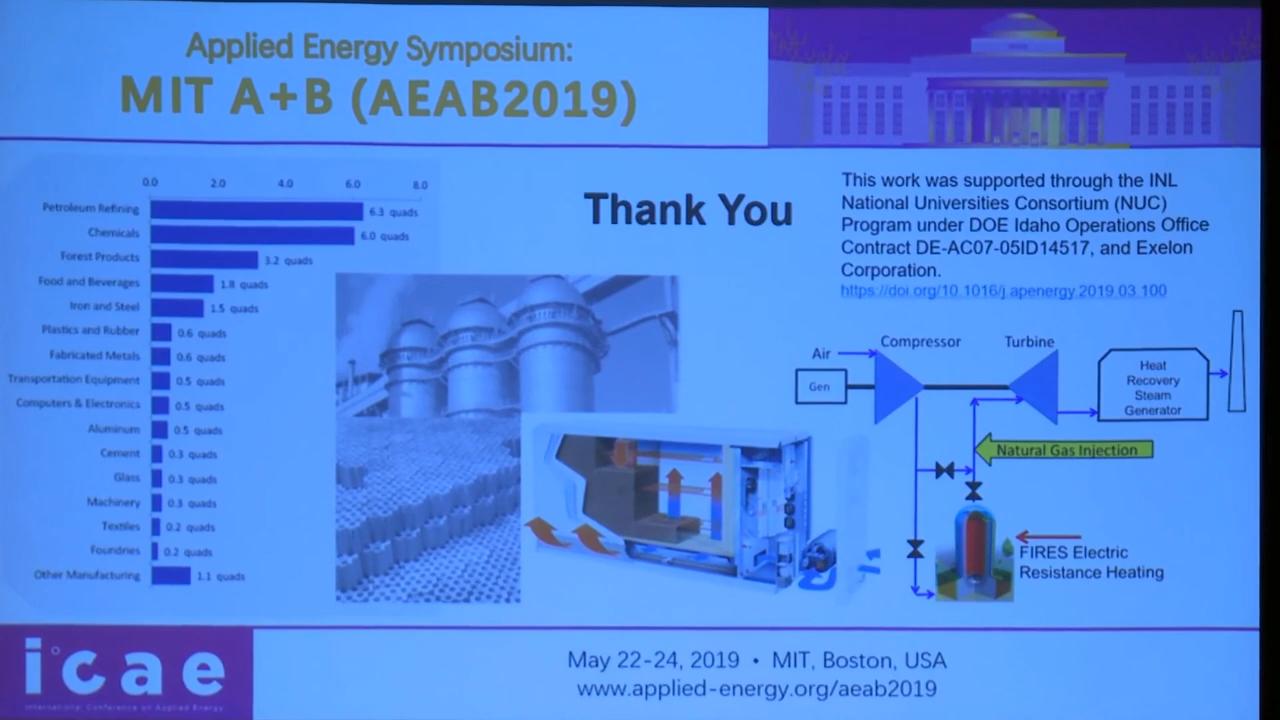 Applied Energy Symposium:
MIT A+B (AEAB2019)
0.0 2.0 4.0 6.0 8.0
Petroleum Refining 6.3 quads
Chemicals 6.0 quads
Forest Products 3.2 quads
Food and Beverages 1.8 quads
Iron and Steel 1.5 quads
Plastics and Rubber 0.6 quads
Fabricated Metals 0.6 quads
Transportation Equipment 0.5 quads
Computers & Electronics 0.5 quads
Aluminum 0.5 quads
Cement 0.3 quads
Glass 0.3 quads
Machinery 0.3 quads
Textiles 0.2 quads
Foundries 0.2 quads
Other Manufacturing 1.1 quads
Thank You
This work was supported through the INL
National Universities Consortium (NUC)
Program under DOE Idaho Operations Office
Contract DE-AC07-05ID14517, and Exelon
Corporation.
https://doi.org/10.1016/j.apenergy.2019.03.100
Compressor
Turbine
Air
Gen
Heat
Recovery
Steam
Generator
Natural Gas Injection
FIRES Electric
Resistance Heating
i°cae
International Conference on Applied Energy
May 22-24, 2019 • MIT, Boston, USA
www.applied-energy.org/aeab2019